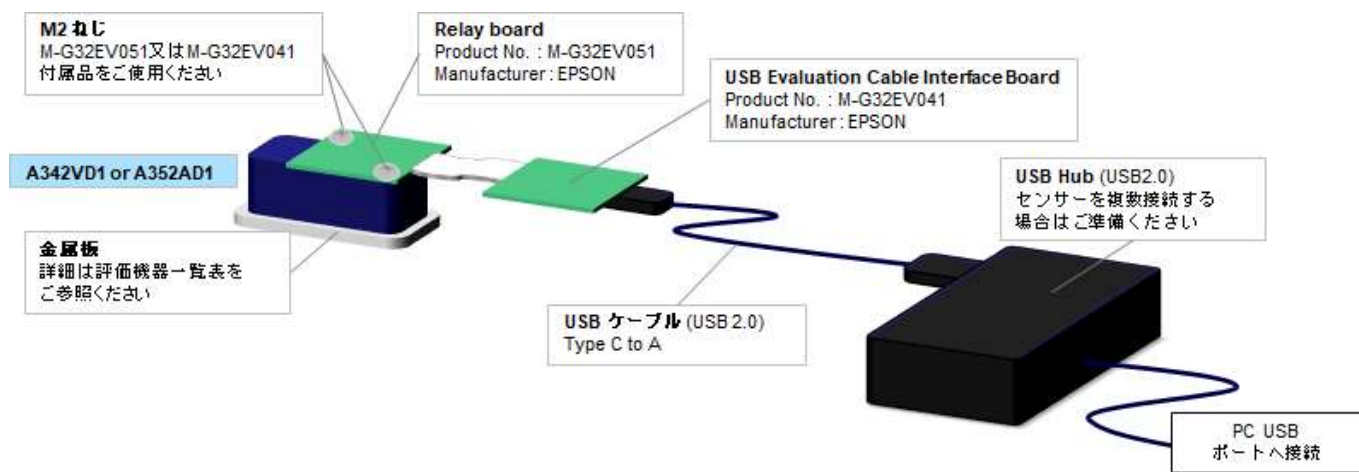 M2 ねじ
M-G32EV051又はM-G32EV041
付属品をご使用ください
Relay board
Product No. : M-G32EV051
Manufacturer : EPSON
USB Evaluation Cable Interface Board
Product No. : M-G32EV041
Manufacturer : EPSON
A342VD1 or A352AD1
USB Hub (USB2.0)
センサーを複数接続する
場合はご準備ください
金属板
詳細は評価機器一覧表を
ご参照ください
USB ケーブル (USB 2.0)
Type C to A
PC USB
ポートへ接続